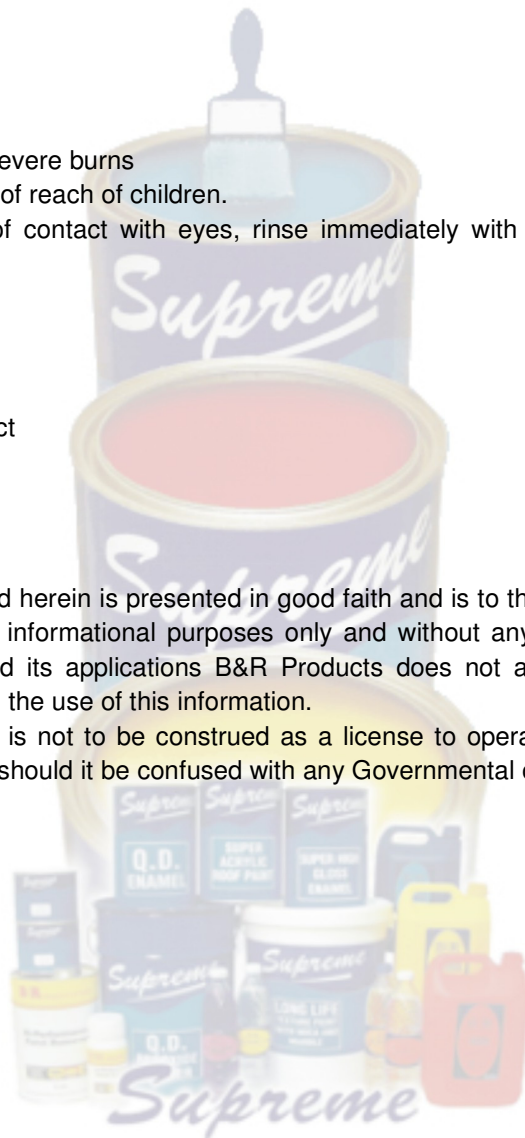 evere burns
of reach of children.
of contact with eyes, rinse immediately with
Supreme
ct
Supreme
d herein is presented in good faith and is to th
informational purposes only and without any
d its applications B&R Products does not a
the use of this information.
is not to be construed as a license to opera
should it be confused with any Governmental
Supreme Supreme Supreme
Q.D.
ENAMEL
SUPER
ACRYLIC
ROOF PAINT
SUPER HIGH
GLOSS
ENAMEL
Supreme Supreme
LONG LIFE
Q.D.
Supreme